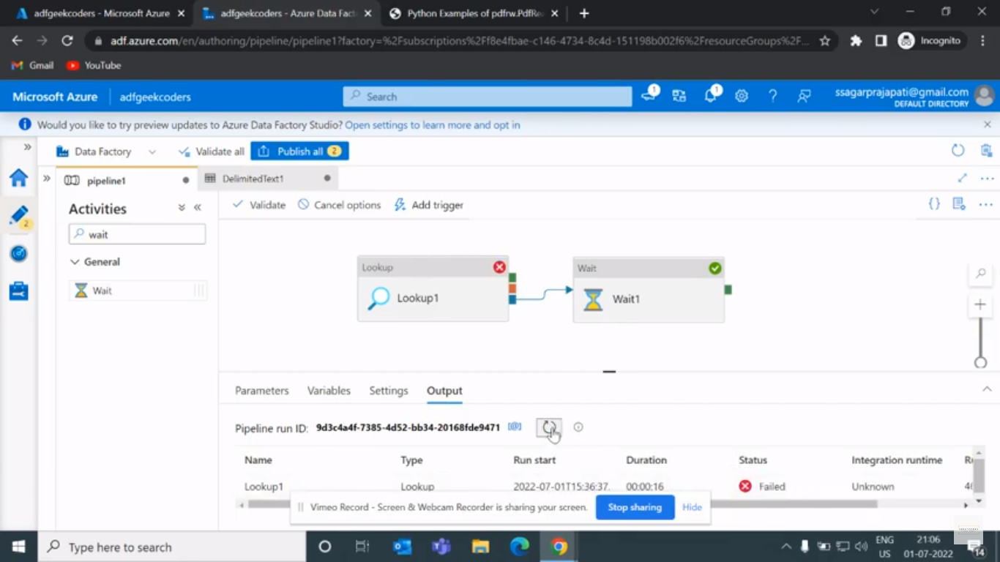 adfgeekcoders - Microsoft Azure
adfgeekcoders - Azure Data Fact
Python Examples of pdfrw.PdfRea
adf.azure.com/en/authoring/pipeline/pipeline1?factory=%2Fsubscriptions%2Ff8e4fbae-c146-4734-8c4d-151198b002f6%2FresourceGroups%2F...
Incognito
Gmail
YouTube
Microsoft Azure
adfgeekcoders
Search
1
1
ssagarprajapati@gmail.com
DEFAULT DIRECTORY
Would you like to try preview updates to Azure Data Factory Studio? Open settings to learn more and opt in
Data Factory
Validate all
Publish all 2
pipeline1
DelimitedText1
2
Activities
wait
General
Wait
Validate
Cancel options
Add trigger
Lookup
Lookup1
Wait
Wait1
Parameters
Variables
Settings
Output
Pipeline run ID: 9d3c4a4f-7385-4d52-bb34-20168fde9471
Name Type Run start Duration Status Integration runtime
Lookup1 Lookup 2022-07-01T15:36:37. 00:00:16 Failed Unknown
Vimeo Record - Screen & Webcam Recorder is sharing your screen.
Stop sharing
Hide
Type here to search
ENG
US
21:06
01-07-2022
14